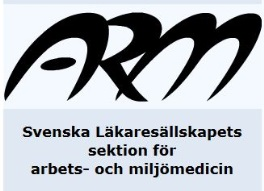 ARM
Svenska Läkaresällskapets
sektion för
arbets- och miljömedicin